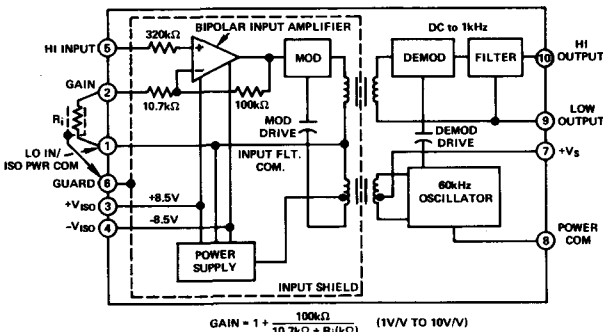 BIPOLAR INPUT AMPLIFIER
DC to 1kHz
HI INPUT
5
320kΩ
+
−
MOD
DEMOD
FILTER
10
HI
OUTPUT
GAIN
2
10.7kΩ
100kΩ
Ri
MOD
DRIVE
DEMOD
DRIVE
9
LOW
OUTPUT
1
LO IN/
ISO PWR COM
INPUT FLT.
COM.
7
+VS
GUARD
6
+VISO
3
+8.5V
60kHz
OSCILLATOR
−VISO
4
-8.5V
8
POWER
COM
POWER
SUPPLY
INPUT SHIELD
GAIN = 1 + 100kΩ / 10.7kΩ + Ri(kΩ) (1V/V TO 10V/V)